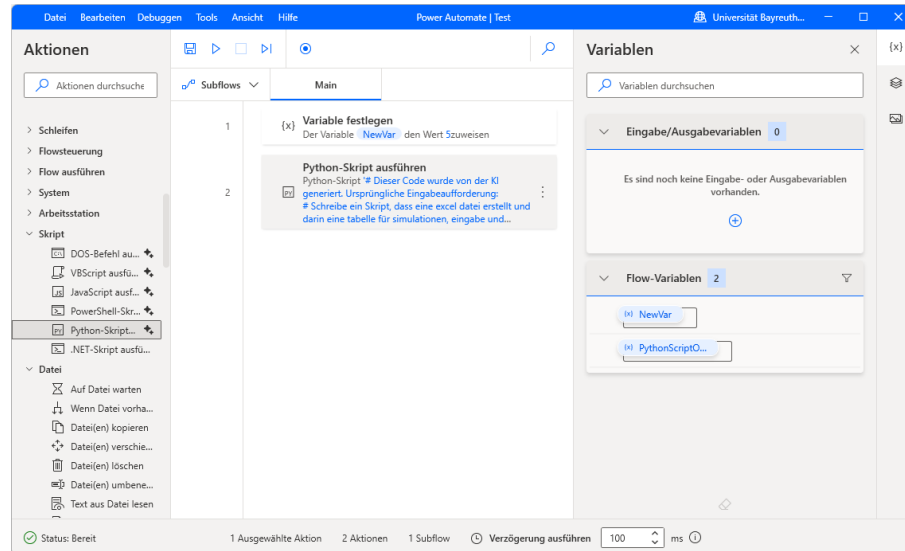 Datei Bearbeiten Debuggen Tools Ansicht Hilfe Power Automate | Test Universität Bayreuth...
Aktionen
Aktionen durchsuche
Schleifen
Flowsteuerung
Flow ausführen
System
Arbeitsstation
Skript
DOS-Befehl au...
VBScript ausfü...
JavaScript ausf...
PowerShell-Skr...
Python-Skript...
.NET-Skript ausfü...
Datei
Auf Datei warten
Wenn Datei vorha...
Datei(en) kopieren
Datei(en) verschie...
Datei(en) löschen
Datei(en) umbene...
Text aus Datei lesen
Subflows Main
1 {x} Variable festlegen
Der Variable NewVar den Wert 5zuweisen
2 Python-Skript ausführen
PY Python-Skript '# Dieser Code wurde von der KI
generiert. Ursprüngliche Eingabeaufforderung:
# Schreibe ein Skript, dass eine excel datei erstellt und
darin eine tabelle für simulationen, eingabe und...
Variablen {x}
Variablen durchsuchen
Eingabe/Ausgabevariablen 0
Es sind noch keine Eingabe- oder Ausgabevariablen
vorhanden.
Flow-Variablen 2
(x) NewVar
(x) PythonScriptO...
Status: Bereit 1 Ausgewählte Aktion 2 Aktionen 1 Subflow Verzögerung ausführen 100 ms